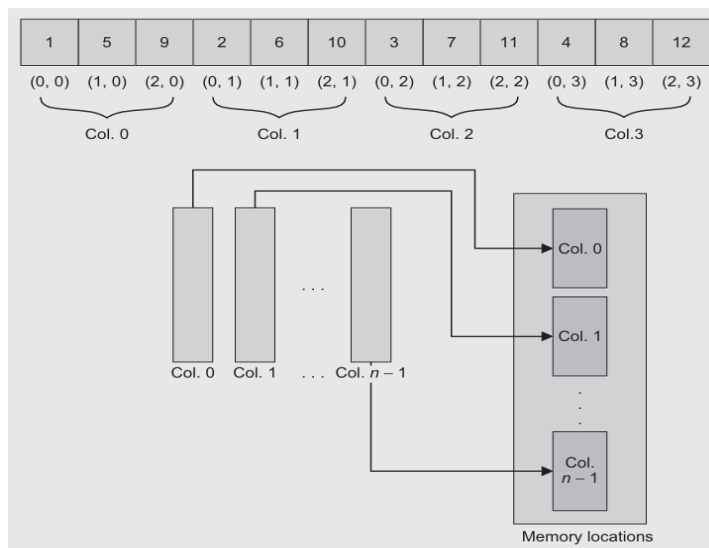 1 5 9 2 6 10 3 7 11 4 8 12
(0, 0) (1, 0) (2, 0) (0, 1) (1, 1) (2, 1) (0, 2) (1, 2) (2, 2) (0, 3) (1, 3) (2, 3)
Col. 0 Col. 1 Col. 2 Col.3
Col. 0
. . .
Col. 1
Col. 0 Col. 1 . . . Col. n – 1
.
.
.
Col.
n – 1
Memory locations